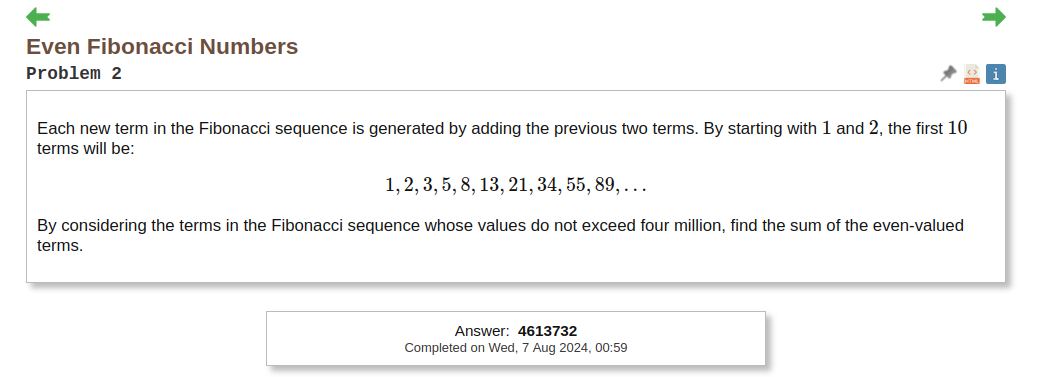 Even Fibonacci Numbers
Problem 2
HTML
i
Each new term in the Fibonacci sequence is generated by adding the previous two terms. By starting with 1 and 2, the first 10
terms will be:
1, 2, 3, 5, 8, 13, 21, 34, 55, 89, . . .
By considering the terms in the Fibonacci sequence whose values do not exceed four million, find the sum of the even-valued
terms.
Answer: 4613732
Completed on Wed, 7 Aug 2024, 00:59